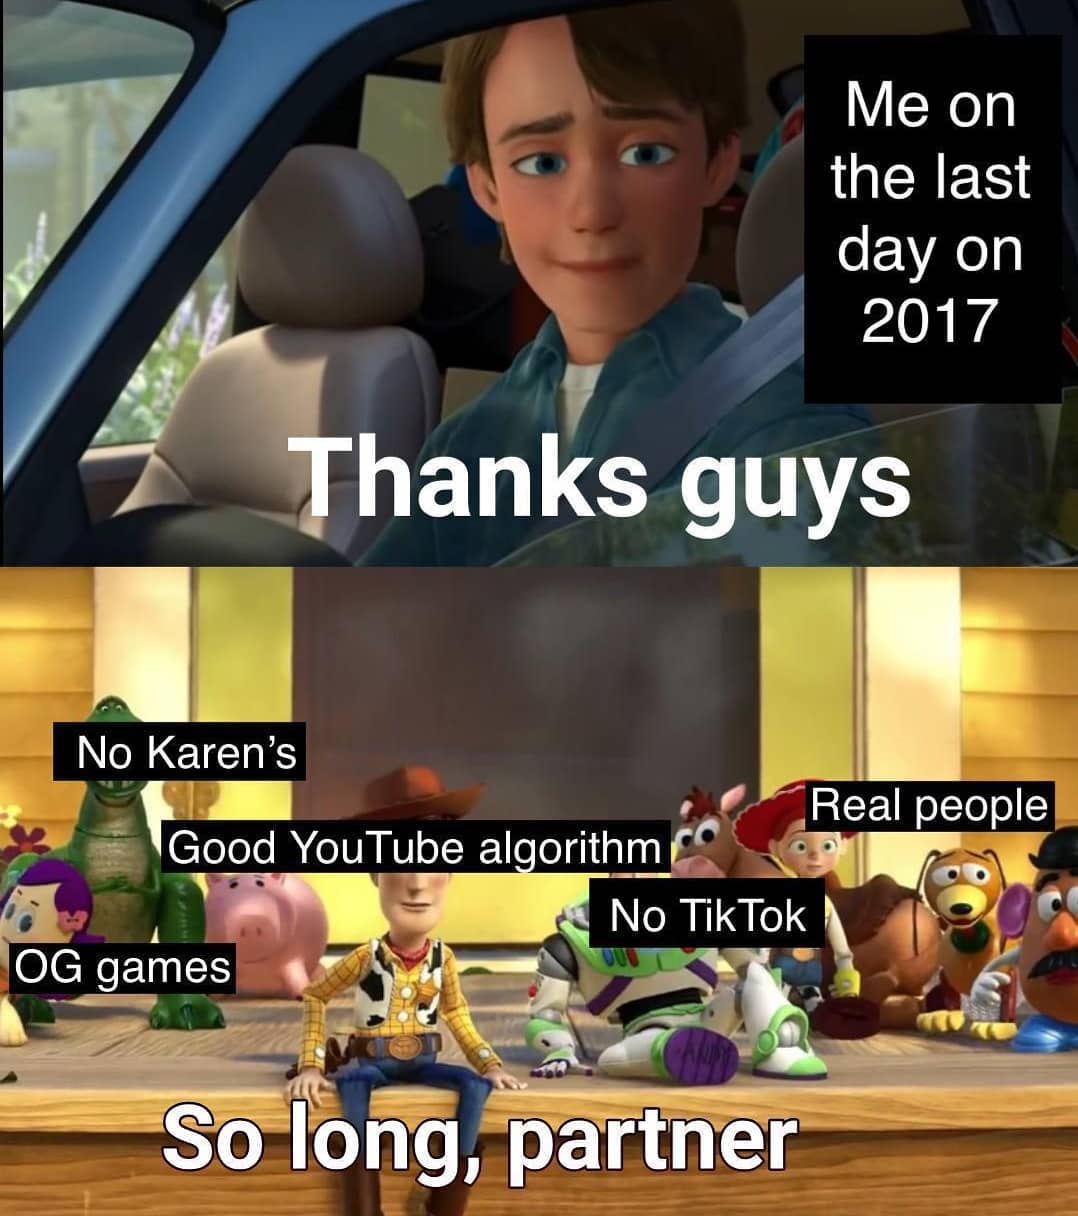 Me on
the last
day on
2017
Thanks guys
No Karen's
Real people
Good YouTube algorithm
No TikTok
OG games
ANDY
So long, partner